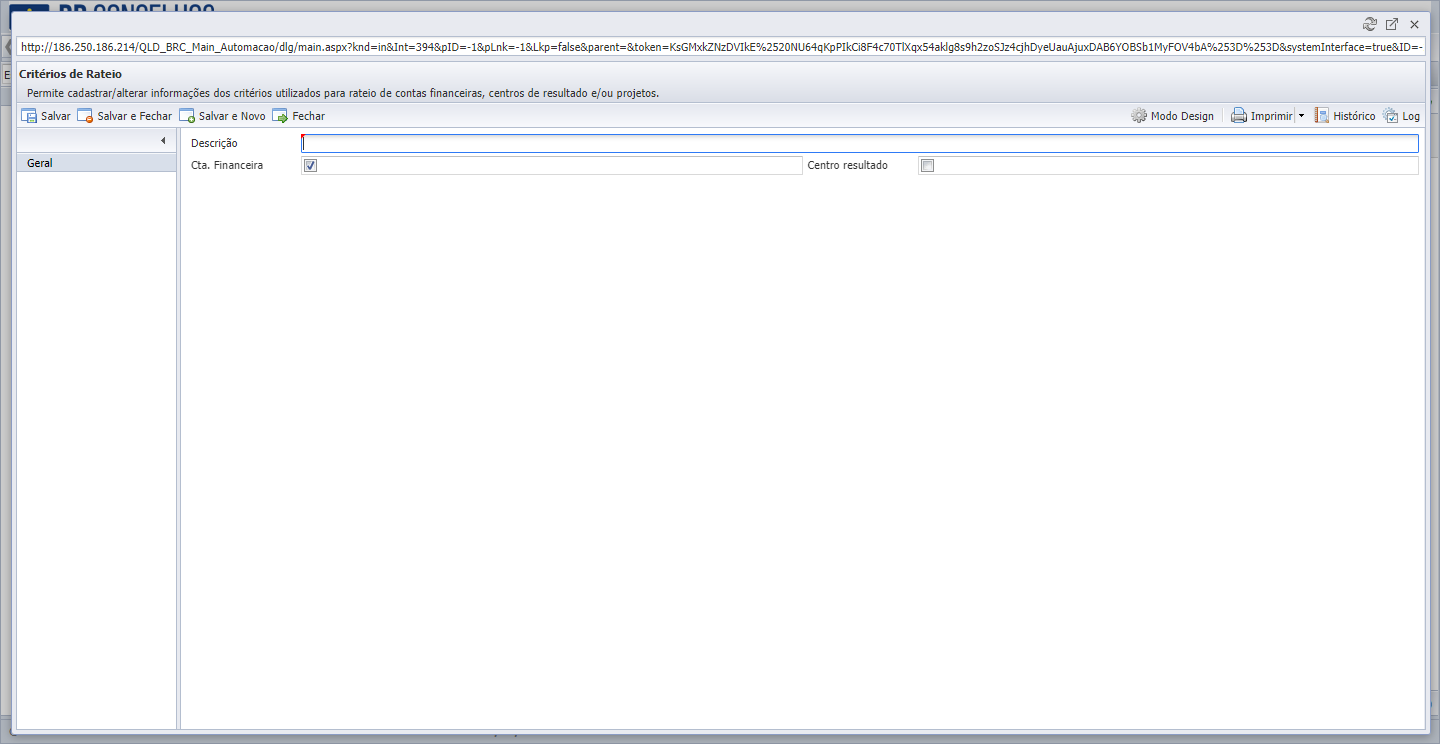 http://186.250.186.214/QLD_BRC_Main_Automacao/dlg/main.aspx?knd=in&Int=394&pID=-1&pLnk=-1&Lkp=false&parent=&token=KsGMxkZNzDVIkE%2520NU64qKpPIkCi8F4c70TlXqx54aklg8s9h2zoSJz4cjhDyeUauAjuxDAB6YOBSb1MyFOV4bA%253D%253D&systemInterface=true&ID=-
Critérios de Rateio
Permite cadastrar/alterar informações dos critérios utilizados para rateio de contas financeiras, centros de resultado e/ou projetos.
Salvar Salvar e Fechar Salvar e Novo Fechar Modo Design Imprimir Histórico Log
Geral
Descrição
Cta. Financeira Centro resultado